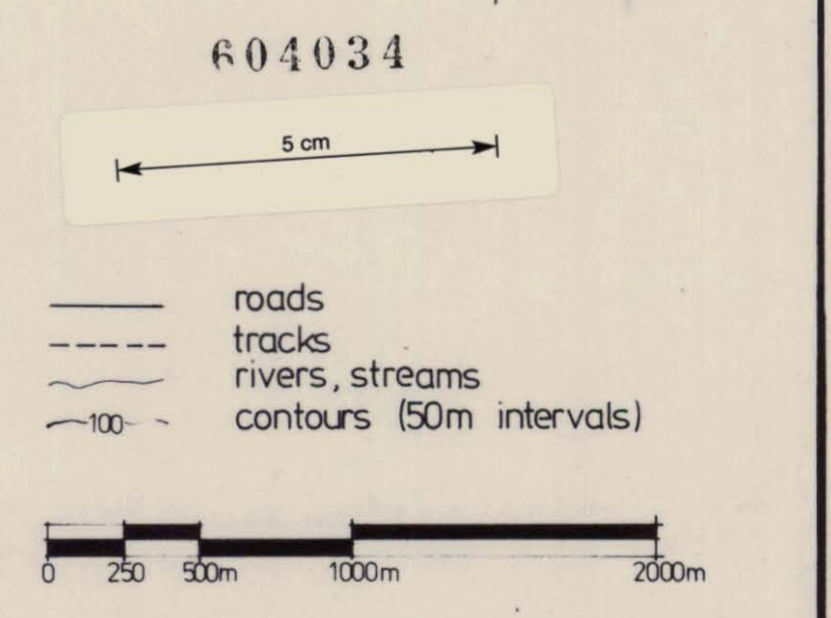 604034
5 cm
roads
tracks
rivers, streams
100 contours (50m intervals)
0 250 500m 1000m 2000m